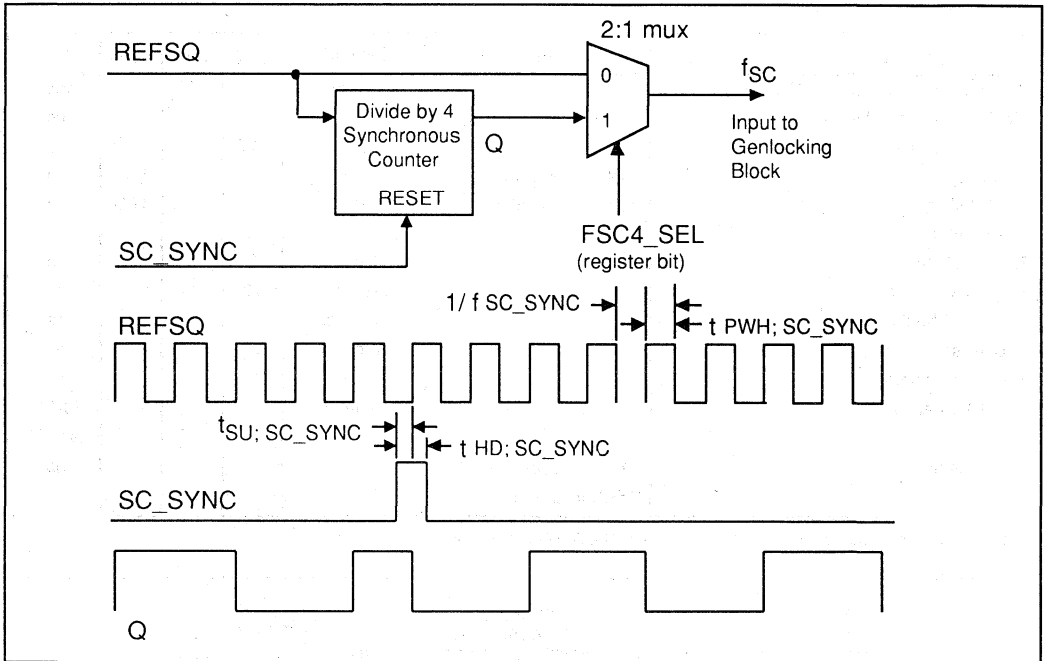 2:1 mux
REFSQ
0
fSC
Divide by 4
Synchronous
Counter
RESET
Q
1
Input to
Genlocking
Block
SC_SYNC
FSC4_SEL
(register bit)
1/ f SC_SYNC
t PWH; SC_SYNC
REFSQ
tSU; SC_SYNC
t HD; SC_SYNC
SC_SYNC
Q